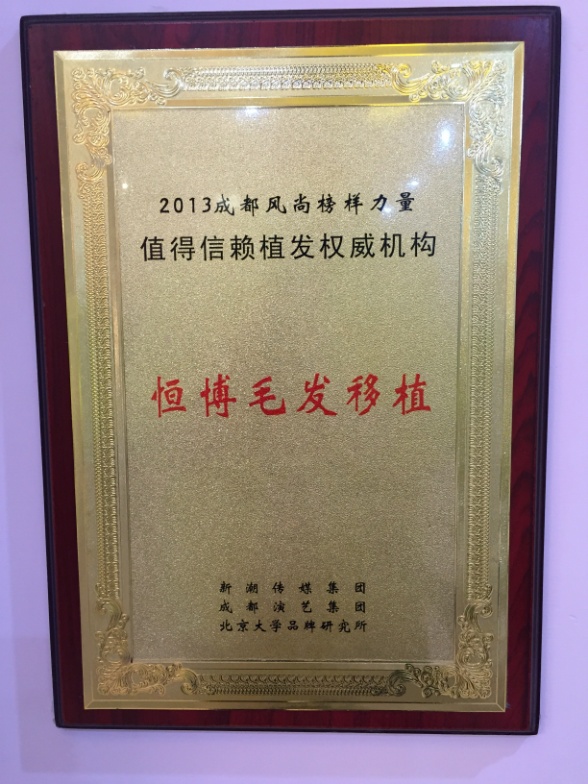 2013成都风尚榜样力量
值得信赖植发权威机构
恒博毛发移植
新潮传媒集团
成都演艺集团
北京大学品牌研究所